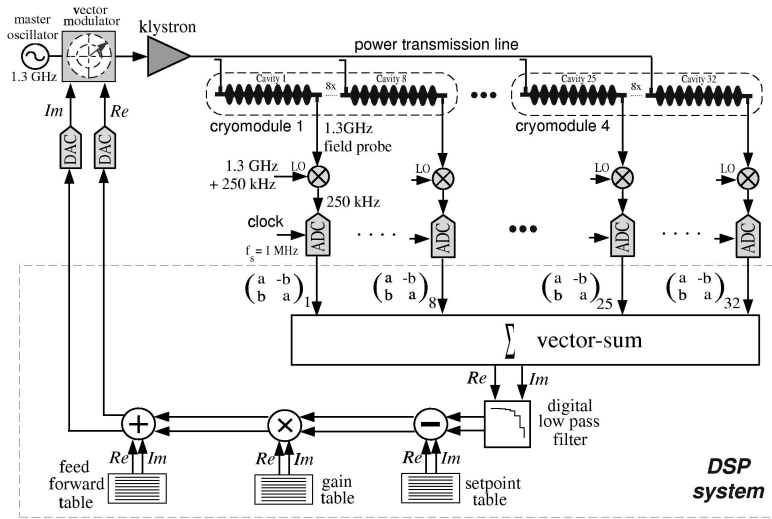 master
oscillator
1.3 GHz
vector
modulator
klystron
power transmission line
Cavity 1
8x
Cavity 8
Cavity 25
8x
Cavity 32
cryomodule 1
cryomodule 4
1.3GHz
field probe
Im
Re
DAC
DAC
1.3 GHz
+ 250 kHz
LO
LO
LO
LO
250 kHz
clock
f_s = 1 MHz
ADC
ADC
ADC
ADC
(a -b
b a)1
(a -b
b a)8
(a -b
b a)25
(a -b
b a)32
Σ vector-sum
Re
Im
digital
low pass
filter
+
×
−
Re Im
Re Im
Re Im
feed
forward
table
gain
table
setpoint
table
DSP
system